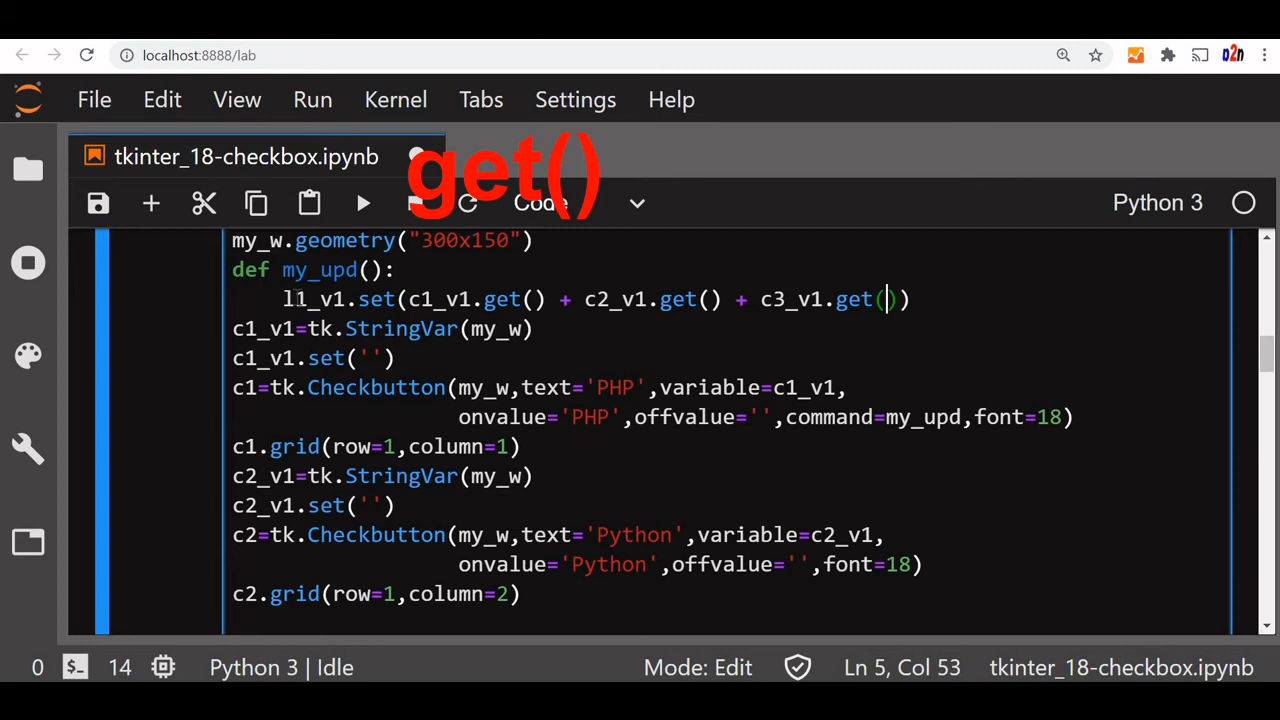 localhost:8888/lab
File Edit View Run Kernel Tabs Settings Help
tkinter_18-checkbox.ipynb
get()
Code
Python 3
my_w.geometry("300x150")
def my_upd():
l1_v1.set(c1_v1.get() + c2_v1.get() + c3_v1.get())
c1_v1=tk.StringVar(my_w)
c1_v1.set('')
c1=tk.Checkbutton(my_w,text='PHP',variable=c1_v1,
onvalue='PHP',offvalue='',command=my_upd,font=18)
c1.grid(row=1,column=1)
c2_v1=tk.StringVar(my_w)
c2_v1.set('')
c2=tk.Checkbutton(my_w,text='Python',variable=c2_v1,
onvalue='Python',offvalue='',font=18)
c2.grid(row=1,column=2)
0 $_ 14 Python 3 | Idle Mode: Edit Ln 5, Col 53 tkinter_18-checkbox.ipynb